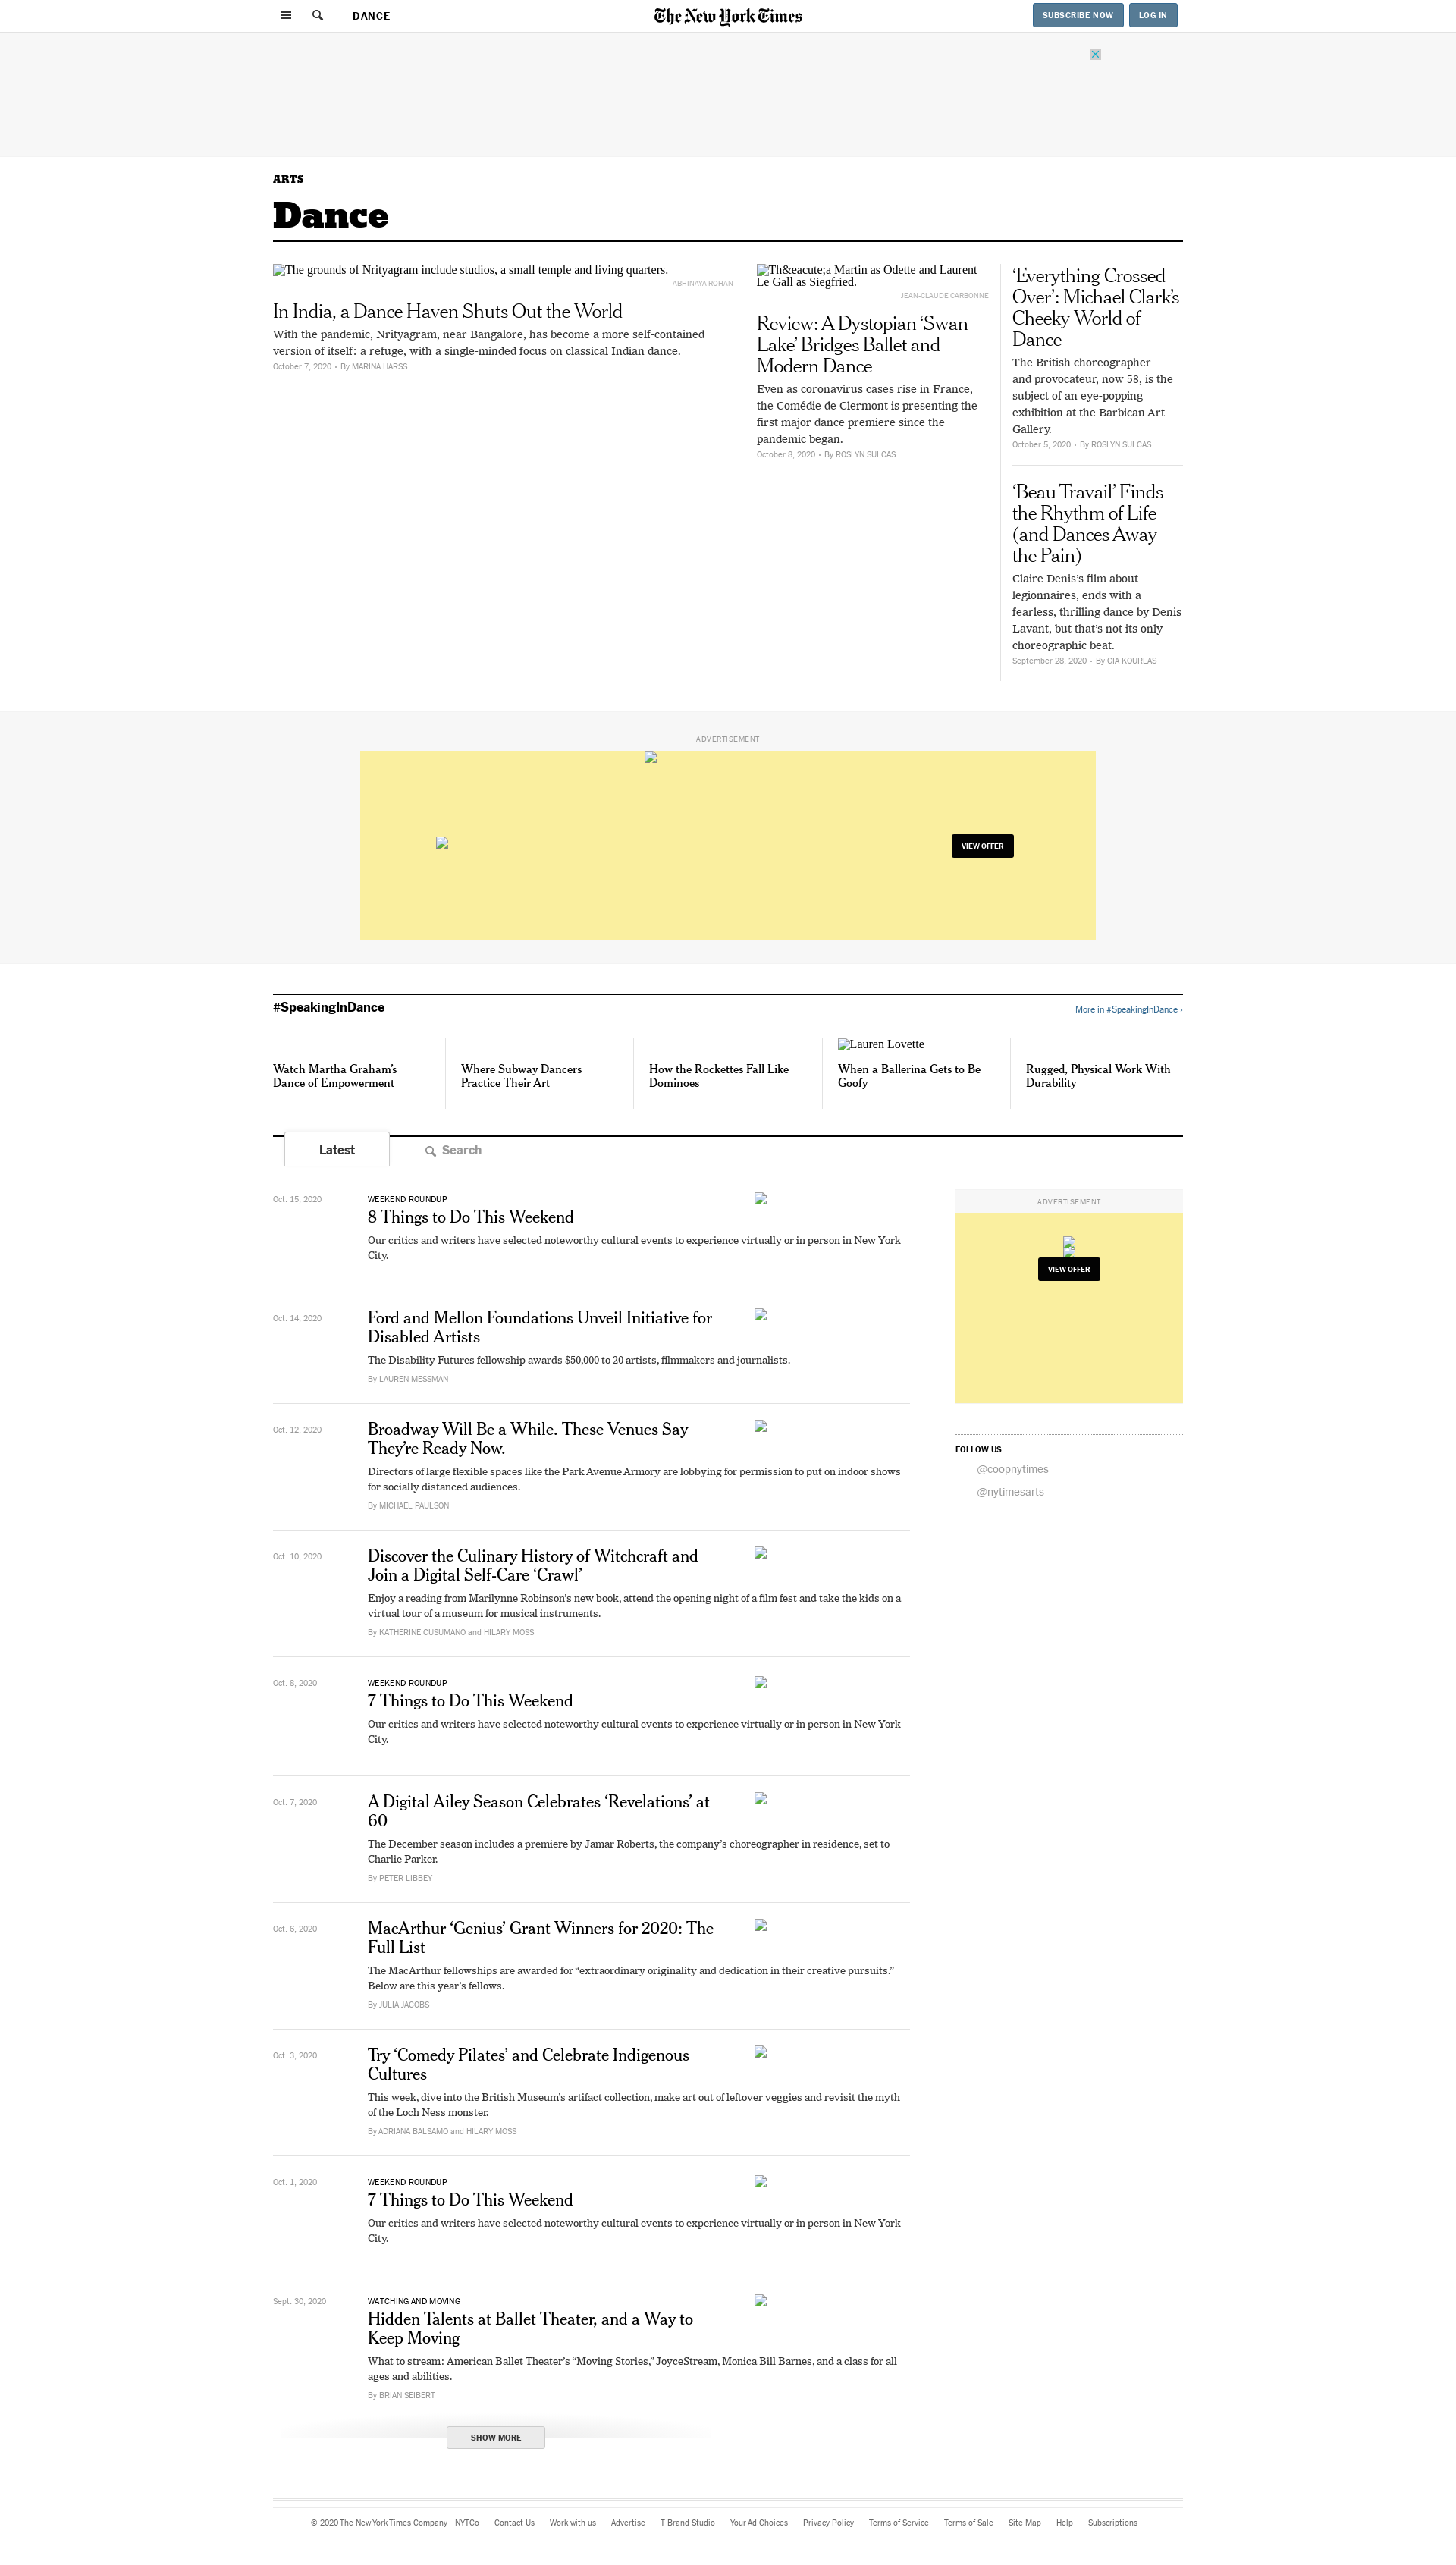 DANCE
The New York Times
SUBSCRIBE NOW
LOG IN
ARTS
Dance
The grounds of Nrityagram include studios, a small temple and living quarters.
ABHINAYA ROHAN
In India, a Dance Haven Shuts Out the World
With the pandemic, Nrityagram, near Bangalore, has become a more self-contained
version of itself: a refuge, with a single-minded focus on classical Indian dance.
October 7, 2020 • By MARINA HARSS
Th&eacute;a Martin as Odette and Laurent
Le Gall as Siegfried.
JEAN-CLAUDE CARBONNE
Review: A Dystopian ‘Swan
Lake’ Bridges Ballet and
Modern Dance
Even as coronavirus cases rise in France,
the Comédie de Clermont is presenting the
first major dance premiere since the
pandemic began.
October 8, 2020 • By ROSLYN SULCAS
‘Everything Crossed
Over’: Michael Clark’s
Cheeky World of
Dance
The British choreographer
and provocateur, now 58, is the
subject of an eye-popping
exhibition at the Barbican Art
Gallery.
October 5, 2020 • By ROSLYN SULCAS
‘Beau Travail’ Finds
the Rhythm of Life
(and Dances Away
the Pain)
Claire Denis’s film about
legionnaires, ends with a
fearless, thrilling dance by Denis
Lavant, but that’s not its only
choreographic beat.
September 28, 2020 • By GIA KOURLAS
ADVERTISEMENT
VIEW OFFER
#SpeakingInDance
More in #SpeakingInDance ›
Watch Martha Graham’s
Dance of Empowerment
Where Subway Dancers
Practice Their Art
How the Rockettes Fall Like
Dominoes
Lauren Lovette
When a Ballerina Gets to Be
Goofy
Rugged, Physical Work With
Durability
Latest
Search
Oct. 15, 2020
WEEKEND ROUNDUP
8 Things to Do This Weekend
Our critics and writers have selected noteworthy cultural events to experience virtually or in person in New York
City.
Oct. 14, 2020
Ford and Mellon Foundations Unveil Initiative for
Disabled Artists
The Disability Futures fellowship awards $50,000 to 20 artists, filmmakers and journalists.
By LAUREN MESSMAN
Oct. 12, 2020
Broadway Will Be a While. These Venues Say
They’re Ready Now.
Directors of large flexible spaces like the Park Avenue Armory are lobbying for permission to put on indoor shows
for socially distanced audiences.
By MICHAEL PAULSON
Oct. 10, 2020
Discover the Culinary History of Witchcraft and
Join a Digital Self-Care ‘Crawl’
Enjoy a reading from Marilynne Robinson’s new book, attend the opening night of a film fest and take the kids on a
virtual tour of a museum for musical instruments.
By KATHERINE CUSUMANO and HILARY MOSS
Oct. 8, 2020
WEEKEND ROUNDUP
7 Things to Do This Weekend
Our critics and writers have selected noteworthy cultural events to experience virtually or in person in New York
City.
Oct. 7, 2020
A Digital Ailey Season Celebrates ‘Revelations’ at
60
The December season includes a premiere by Jamar Roberts, the company’s choreographer in residence, set to
Charlie Parker.
By PETER LIBBEY
Oct. 6, 2020
MacArthur ‘Genius’ Grant Winners for 2020: The
Full List
The MacArthur fellowships are awarded for “extraordinary originality and dedication in their creative pursuits.”
Below are this year’s fellows.
By JULIA JACOBS
Oct. 3, 2020
Try ‘Comedy Pilates’ and Celebrate Indigenous
Cultures
This week, dive into the British Museum’s artifact collection, make art out of leftover veggies and revisit the myth
of the Loch Ness monster.
By ADRIANA BALSAMO and HILARY MOSS
Oct. 1, 2020
WEEKEND ROUNDUP
7 Things to Do This Weekend
Our critics and writers have selected noteworthy cultural events to experience virtually or in person in New York
City.
Sept. 30, 2020
WATCHING AND MOVING
Hidden Talents at Ballet Theater, and a Way to
Keep Moving
What to stream: American Ballet Theater’s “Moving Stories,” JoyceStream, Monica Bill Barnes, and a class for all
ages and abilities.
By BRIAN SEIBERT
SHOW MORE
ADVERTISEMENT
VIEW OFFER
FOLLOW US
@coopnytimes
@nytimesarts
© 2020 The New York Times Company NYTCo Contact Us Work with us Advertise T Brand Studio Your Ad Choices Privacy Policy Terms of Service Terms of Sale Site Map Help Subscriptions